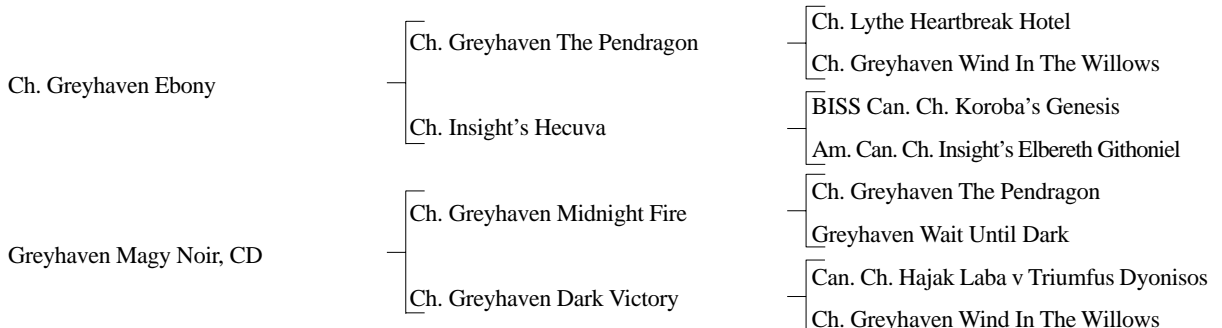 Ch. Lythe Heartbreak Hotel
Ch. Greyhaven The Pendragon
Ch. Greyhaven Wind In The Willows
Ch. Greyhaven Ebony
BISS Can. Ch. Koroba's Genesis
Ch. Insight's Hecuva
Am. Can. Ch. Insight's Elbereth Githoniel
Ch. Greyhaven The Pendragon
Ch. Greyhaven Midnight Fire
Greyhaven Wait Until Dark
Greyhaven Magy Noir, CD
Can. Ch. Hajak Laba v Triumfus Dyonisos
Ch. Greyhaven Dark Victory
Ch. Greyhaven Wind In The Willows